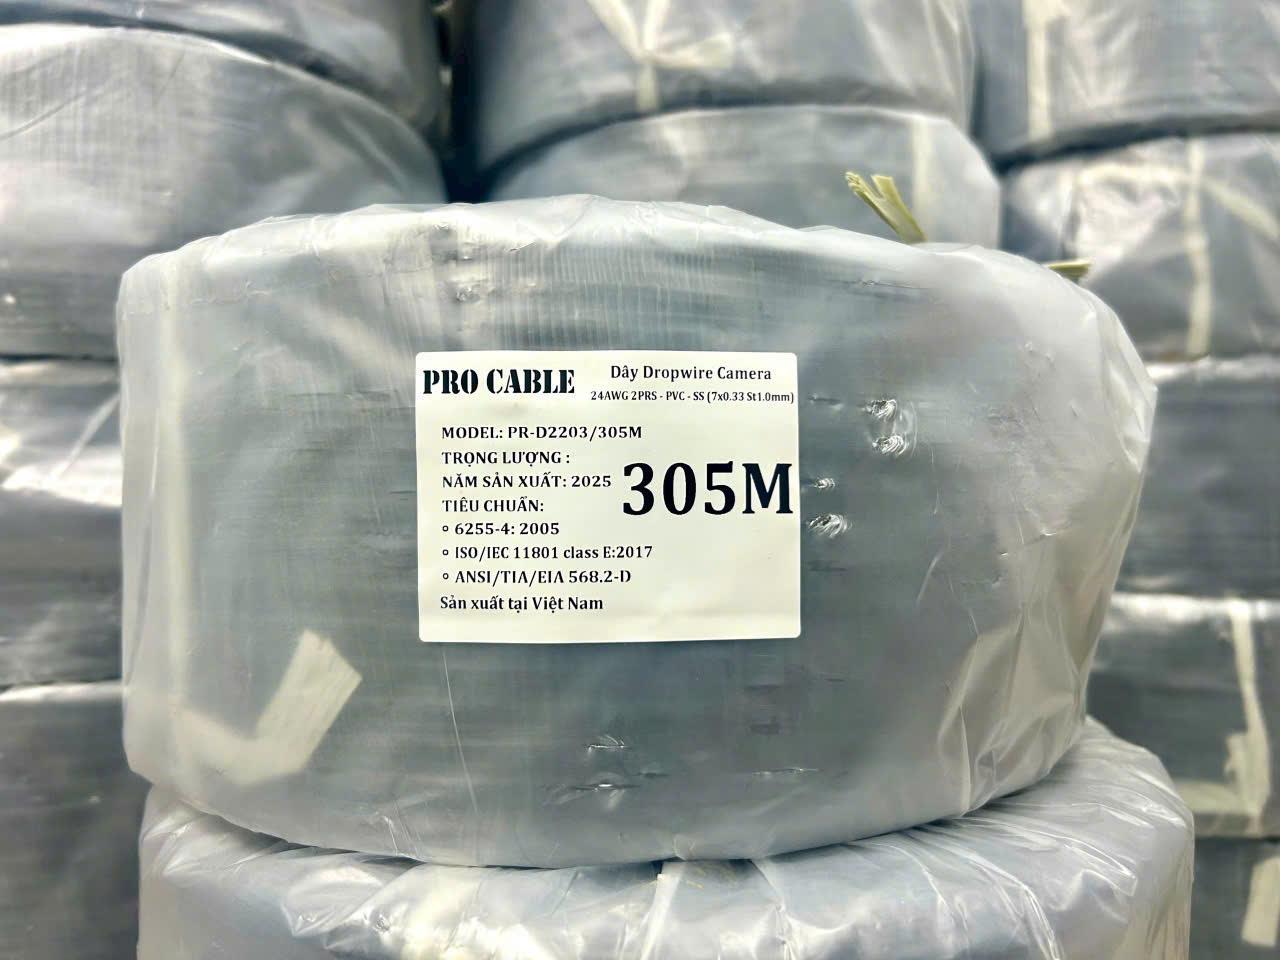 PRO CABLE
Dây Dropwire Camera
24AWG 2PRS - PVC - SS (7x0.33 St1.0mm)
MODEL: PR-D2203/305M
TRỌNG LƯỢNG :
NĂM SẢN XUẤT: 2025
305M
TIÊU CHUẨN:
∘ 6255-4: 2005
∘ ISO/IEC 11801 class E:2017
∘ ANSI/TIA/EIA 568.2-D
Sản xuất tại Việt Nam